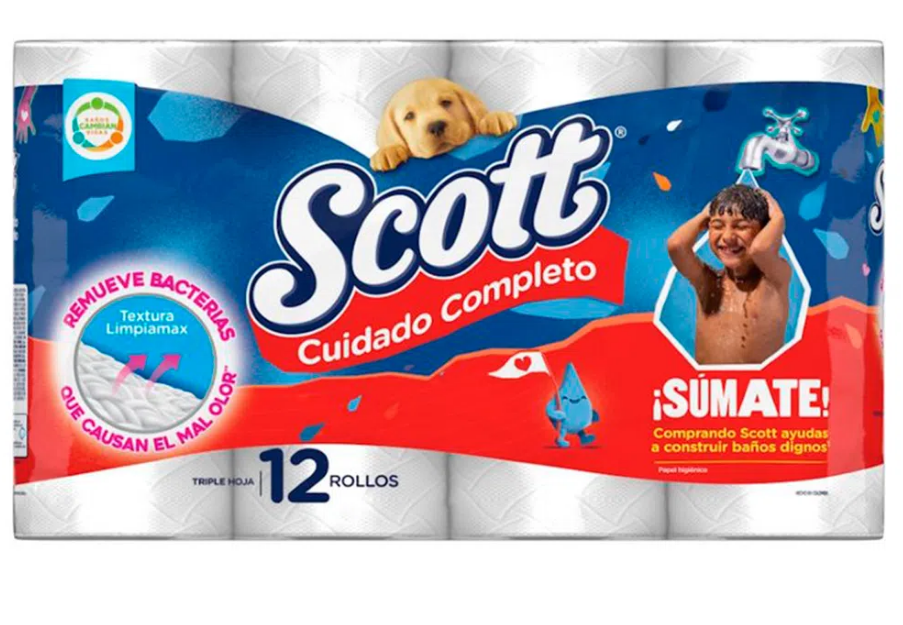 BAÑOS
CAMBIAN
VIDAS
Scott®
Cuidado Completo
REMUEVE BACTERIAS
QUE CAUSAN EL MAL OLOR
Textura
Limpiamax
¡SÚMATE!
Comprando Scott ayudas
a construir baños dignos
Papel higiénico
TRIPLE HOJA 12 ROLLOS